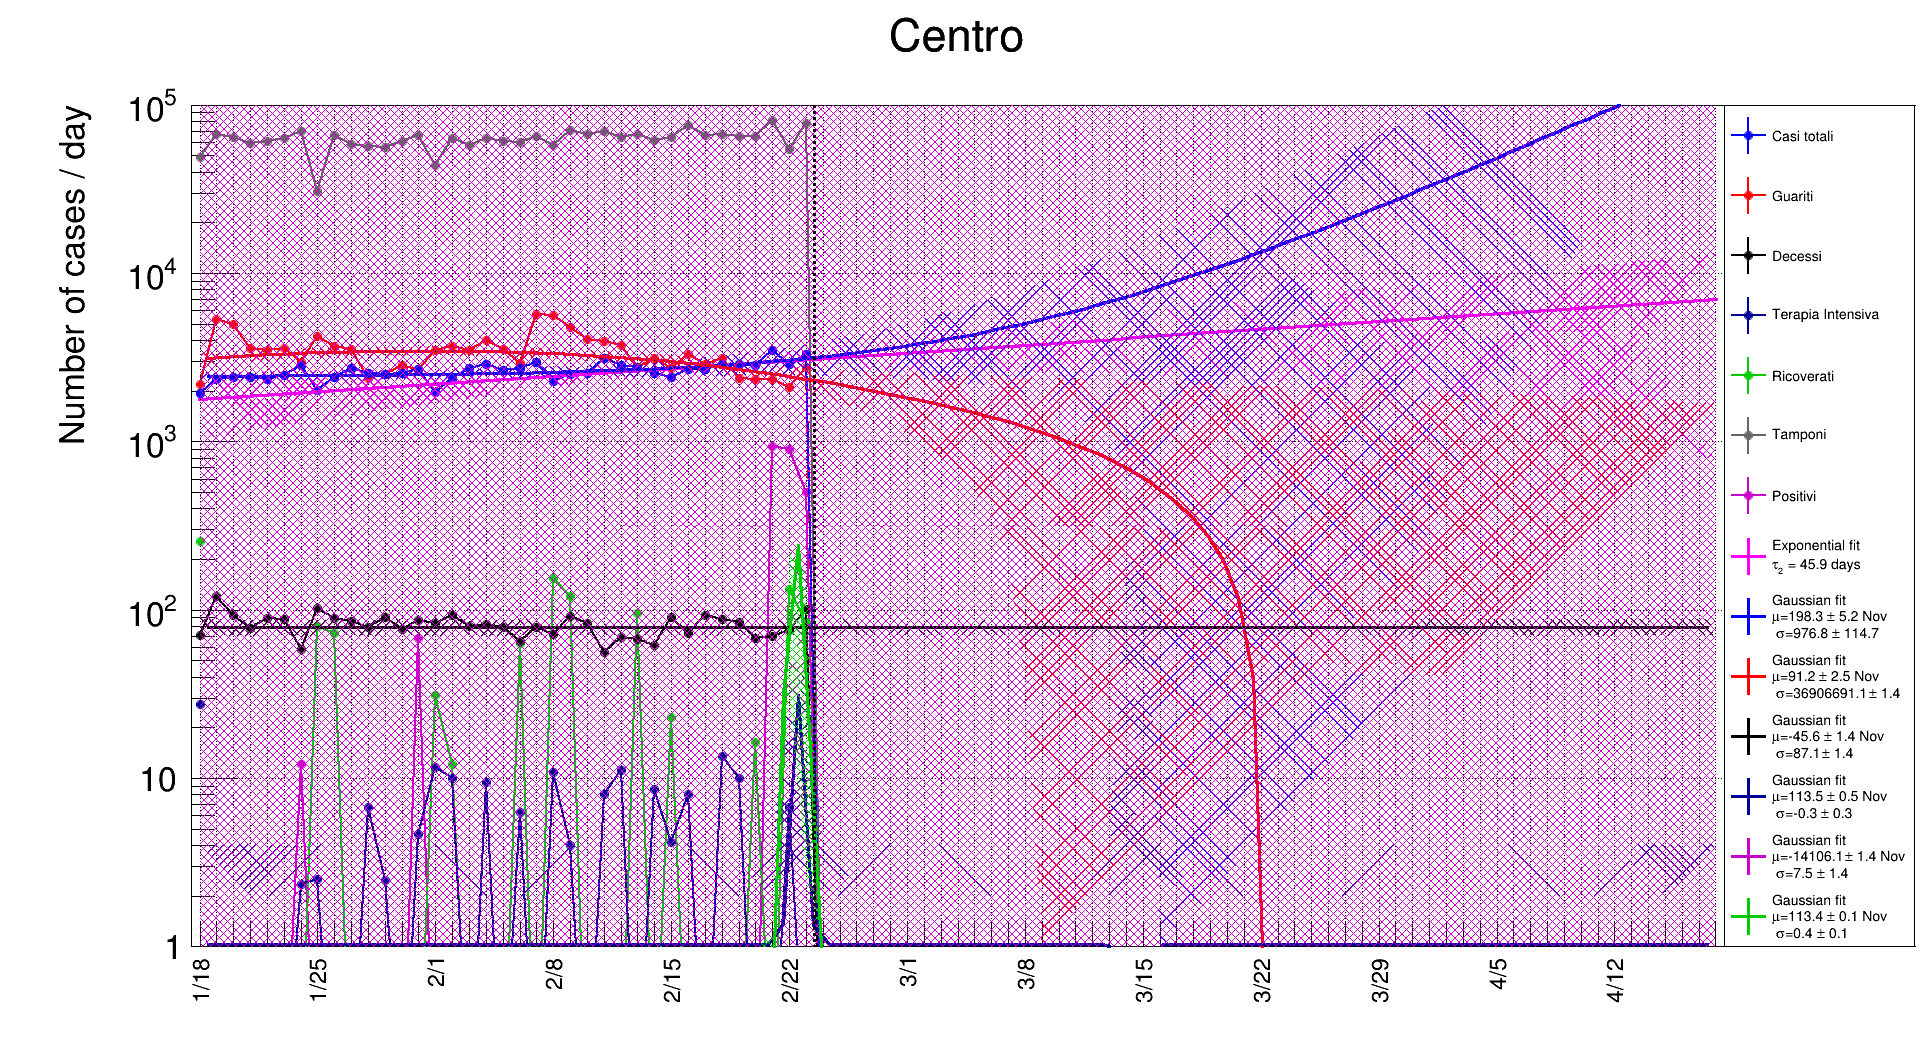 Centro
Number of cases / day
10^5
10^4
10^3
10^2
10
1
1/18
1/25
2/1
2/8
2/15
2/22
3/1
3/8
3/15
3/22
3/29
4/5
4/12
Casi totali
Guariti
Decessi
Terapia Intensiva
Ricoverati
Tamponi
Positivi
Exponential fit
τ₂ = 45.9 days
Gaussian fit
μ=198.3 ± 5.2 Nov
σ=976.8 ± 114.7
Gaussian fit
μ=91.2 ± 2.5 Nov
σ=36906691.1 ± 1.4
Gaussian fit
μ=-45.6 ± 1.4 Nov
σ=87.1 ± 1.4
Gaussian fit
μ=113.5 ± 0.5 Nov
σ=-0.3 ± 0.3
Gaussian fit
μ=-14106.1 ± 1.4 Nov
σ=7.5 ± 1.4
Gaussian fit
μ=113.4 ± 0.1 Nov
σ=0.4 ± 0.1